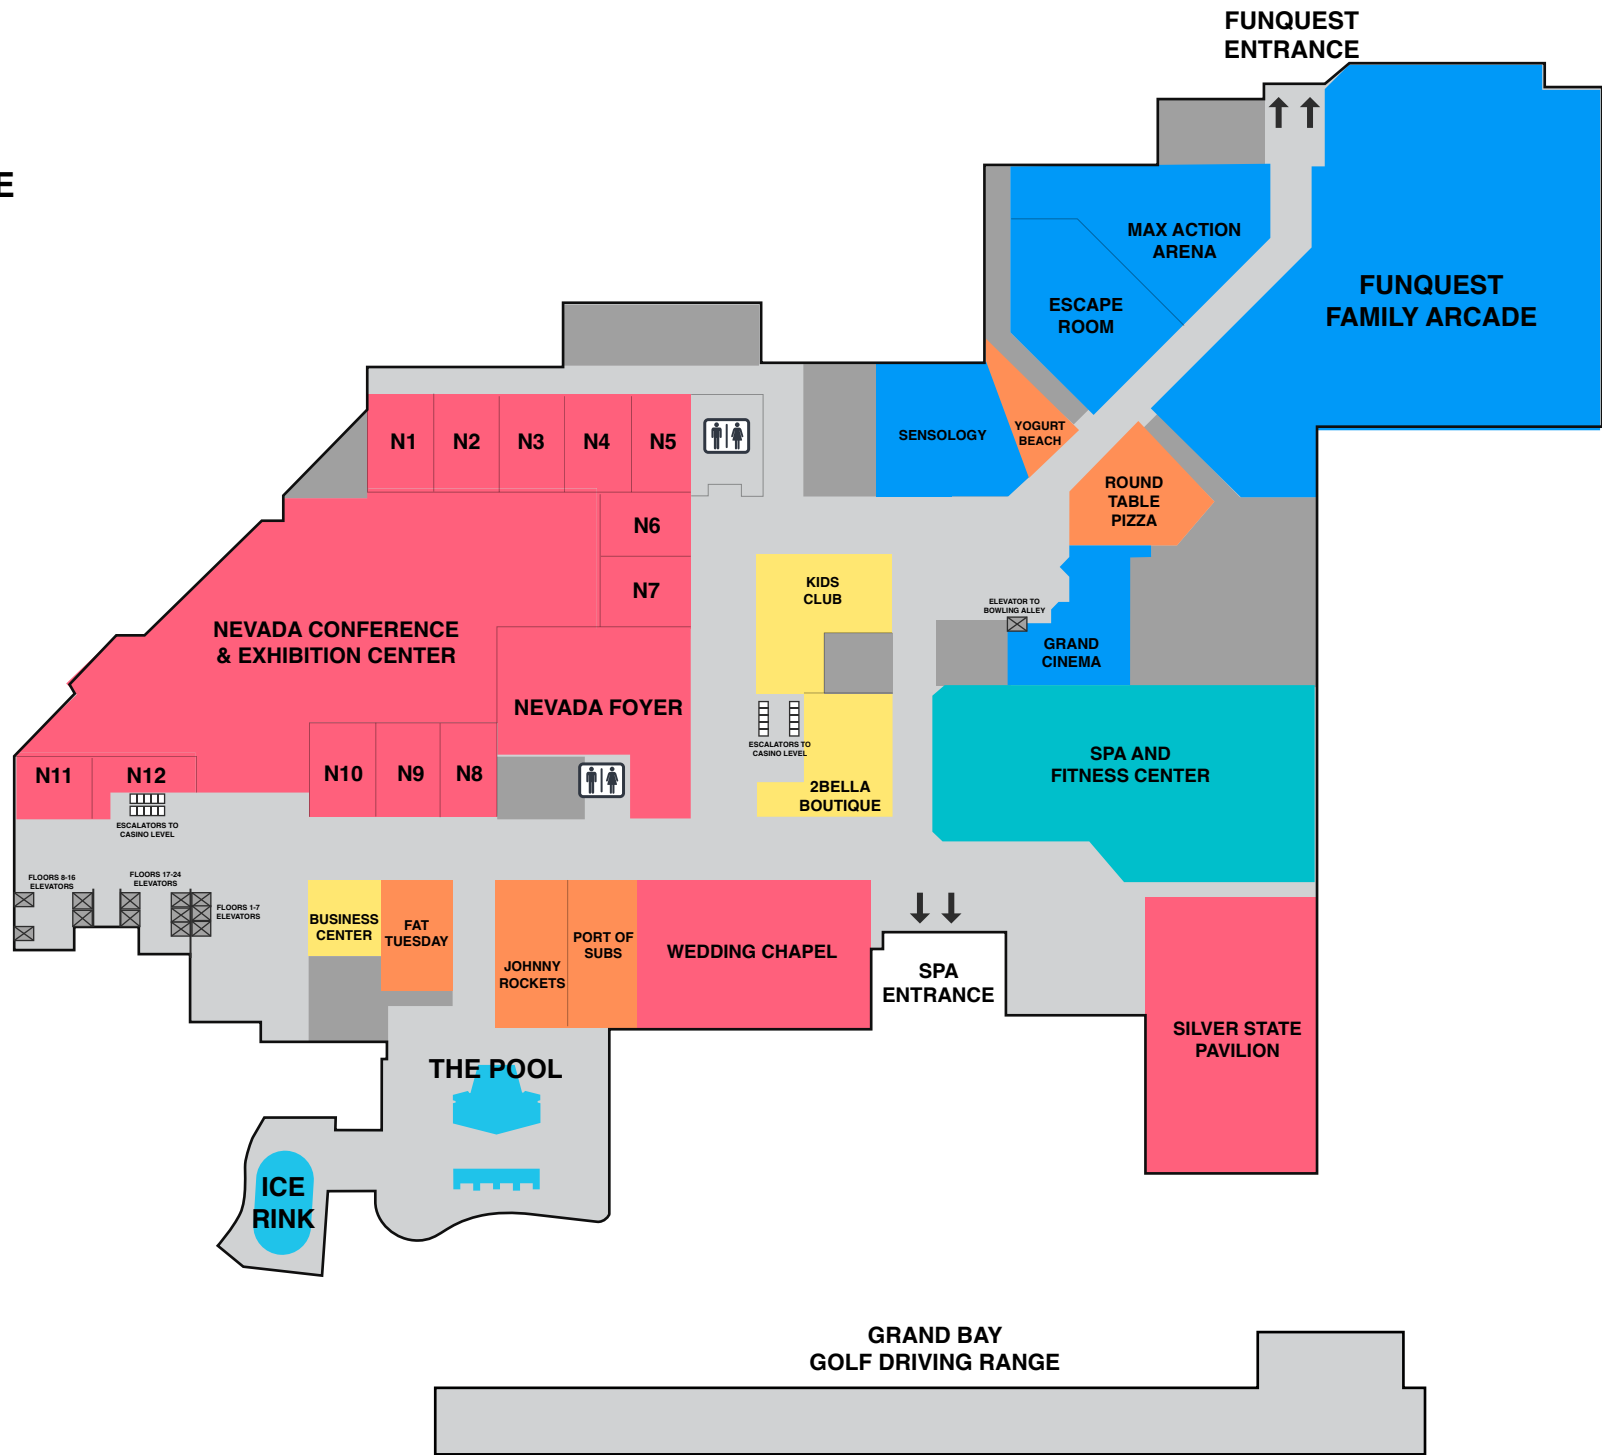 FUNQUEST
ENTRANCE
E
MAX ACTION
ARENA
FUNQUEST
FAMILY ARCADE
ESCAPE
ROOM
N1
N2
N3
N4
N5
SENSOLOGY
YOGURT
BEACH
ROUND
TABLE
PIZZA
N6
N7
KIDS
CLUB
ELEVATOR TO
BOWLING ALLEY
NEVADA CONFERENCE
& EXHIBITION CENTER
GRAND
CINEMA
NEVADA FOYER
ESCALATORS TO
CASINO LEVEL
SPA AND
FITNESS CENTER
N11
N12
N10
N9
N8
2BELLA
BOUTIQUE
ESCALATORS TO
CASINO LEVEL
FLOORS 8-16
ELEVATORS
FLOORS 17-24
ELEVATORS
FLOORS 1-7
ELEVATORS
BUSINESS
CENTER
FAT
TUESDAY
JOHNNY
ROCKETS
PORT OF
SUBS
WEDDING CHAPEL
SPA
ENTRANCE
SILVER STATE
PAVILION
THE POOL
ICE
RINK
GRAND BAY
GOLF DRIVING RANGE